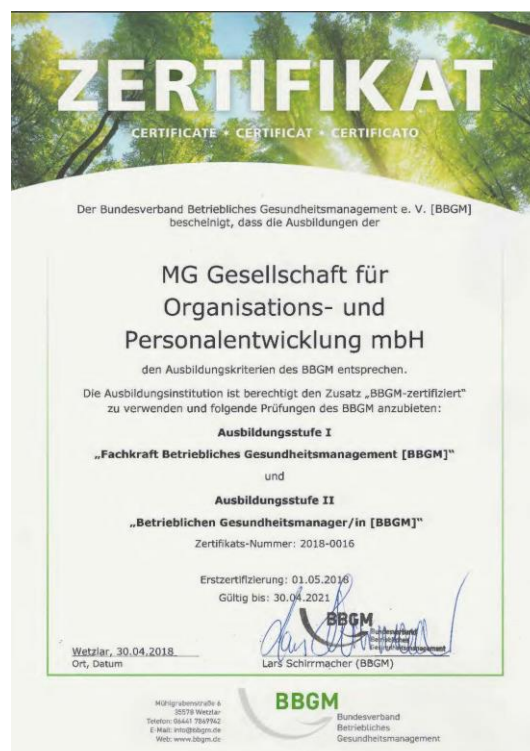 ZERTIFIKAT
CERTIFICATE • CERTIFICAT • CERTIFICATO
Der Bundesverband Betriebliches Gesundheitsmanagement e. V. [BBGM]
bescheinigt, dass die Ausbildungen der
MG Gesellschaft für
Organisations- und
Personalentwicklung mbH
den Ausbildungskriterien des BBGM entsprechen.
Die Ausbildungsinstitution ist berechtigt den Zusatz „BBGM-zertifiziert"
zu verwenden und folgende Prüfungen des BBGM anzubieten:
Ausbildungsstufe I
„Fachkraft Betriebliches Gesundheitsmanagement [BBGM]"
und
Ausbildungsstufe II
„Betrieblichen Gesundheitsmanager/in [BBGM]"
Zertifikats-Nummer: 2018-0016
Erstzertifizierung: 01.05.2018
Gültig bis: 30.04.2021
BBGM
Bundesverband
Betriebliches
Gesundheitsmanagement
Wetzlar, 30.04.2018
Ort, Datum
Lars Schirrmacher (BBGM)
Mühlgrabenstraße 6
35578 Wetzlar
Telefon: 06441 7849962
E-Mail: info@bbgm.de
Web: www.bbgm.de
BBGM
Bundesverband
Betriebliches
Gesundheitsmanagement